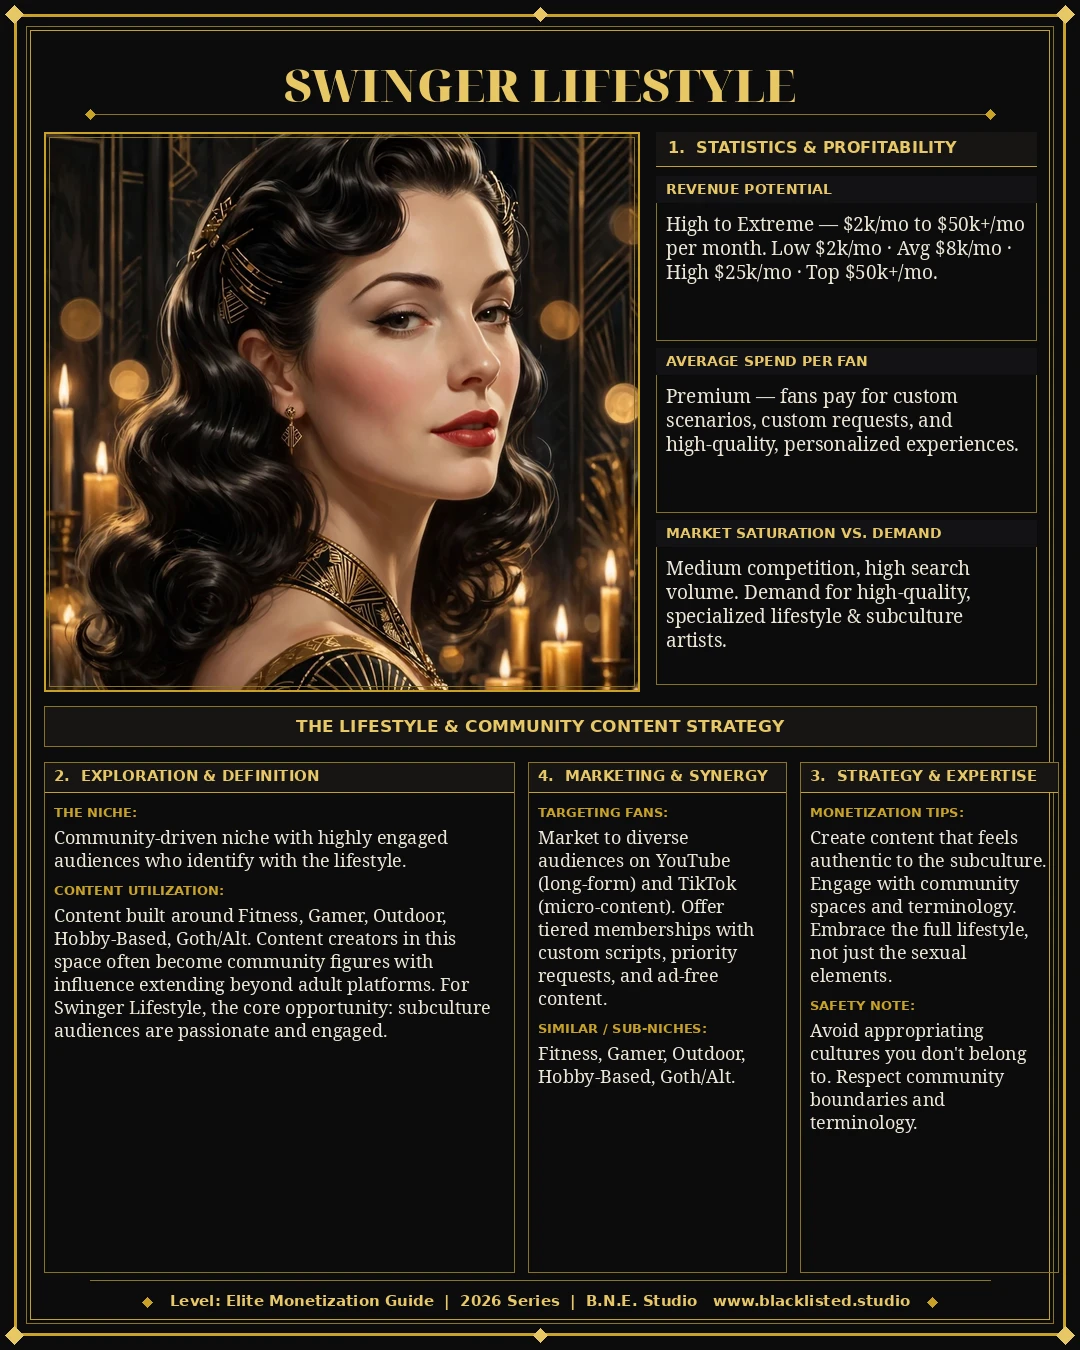 SWINGER LIFESTYLE
1. STATISTICS & PROFITABILITY
REVENUE POTENTIAL
High to Extreme — $2k/mo to $50k+/mo
per month. Low $2k/mo · Avg $8k/mo ·
High $25k/mo · Top $50k+/mo.
AVERAGE SPEND PER FAN
Premium — fans pay for custom
scenarios, custom requests, and
high-quality, personalized experiences.
MARKET SATURATION VS. DEMAND
Medium competition, high search
volume. Demand for high-quality,
specialized lifestyle & subculture
artists.
THE LIFESTYLE & COMMUNITY CONTENT STRATEGY
2. EXPLORATION & DEFINITION
THE NICHE:
Community-driven niche with highly engaged
audiences who identify with the lifestyle.
CONTENT UTILIZATION:
Content built around Fitness, Gamer, Outdoor,
Hobby-Based, Goth/Alt. Content creators in this
space often become community figures with
influence extending beyond adult platforms. For
Swinger Lifestyle, the core opportunity: subculture
audiences are passionate and engaged.
4. MARKETING & SYNERGY
TARGETING FANS:
Market to diverse
audiences on YouTube
(long-form) and TikTok
(micro-content). Offer
tiered memberships with
custom scripts, priority
requests, and ad-free
content.
SIMILAR / SUB-NICHES:
Fitness, Gamer, Outdoor,
Hobby-Based, Goth/Alt.
3. STRATEGY & EXPERTISE
MONETIZATION TIPS:
Create content that feels
authentic to the subculture.
Engage with community
spaces and terminology.
Embrace the full lifestyle,
not just the sexual
elements.
SAFETY NOTE:
Avoid appropriating
cultures you don't belong
to. Respect community
boundaries and
terminology.
Level: Elite Monetization Guide | 2026 Series | B.N.E. Studio www.blacklisted.studio